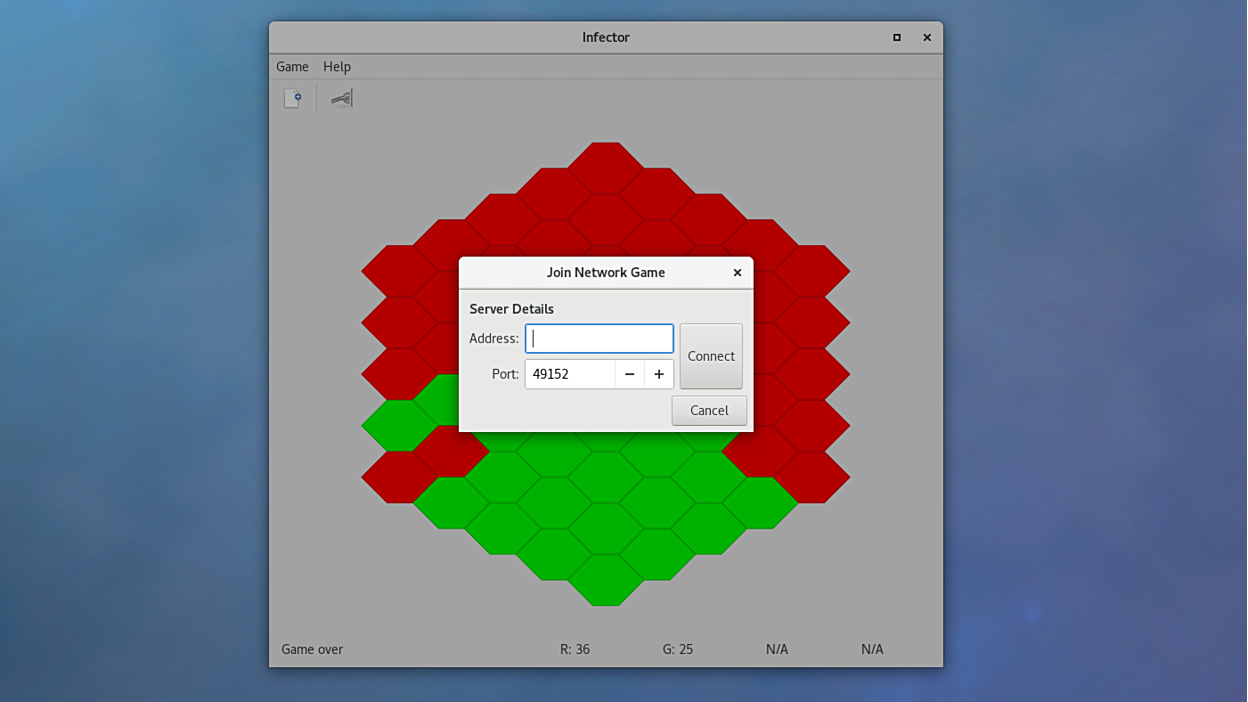 Infector
Game Help
Join Network Game
Server Details
Address:
Connect
Port: 49152
Cancel
Game over R: 36 G: 25 N/A N/A